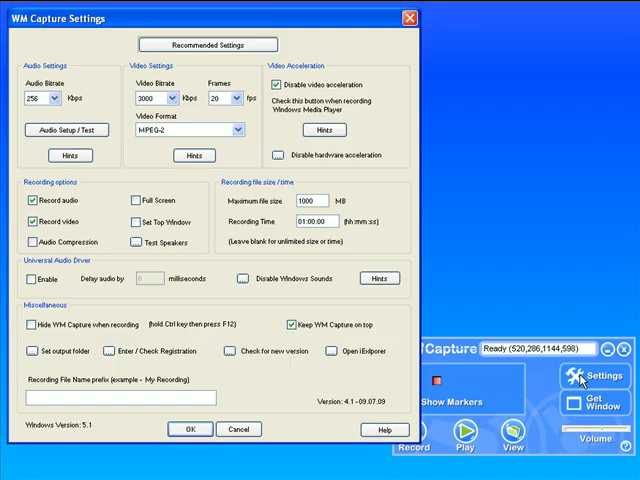 WM Capture Settings
Recommended Settings
Audio Settings
Audio Bitrate
256 Kbps
Audio Setup / Test
Hints
Video Settings
Video Bitrate Frames
3000 Kbps 20 fps
Video Format
MPEG-2
Hints
Video Acceleration
Disable video acceleration
Check this button when recording
Windows Media Player
Hints
... Disable hardware acceleration
Recording options
Record audio Full Screen
Record video Set Top Window
Audio Compression ... Test Speakers
Recording file size / time
Maximum file size 1000 MB
Recording Time 01:00:00 (hh:mm:ss)
(Leave blank for unlimited size or time)
Universal Audio Drver
Enable Delay audio by 0 milliseconds ... Disable Windows Sounds Hints
Miscellaneous
Hide WM Capture when recording (hold Ctrl key then press F12) Keep WM Capture on top
... Set output folder ... Enter / Check Registration ... Check for new version ... Open iExlporer
Recording File Name prefix (example - My Recording)
Version: 4.1 - 09.07.09
Windows Version: 5.1 OK Cancel Help
Capture Ready (520,286,1144,598)
Show Markers
Settings
Get
Window
Record Play View
Volume
?